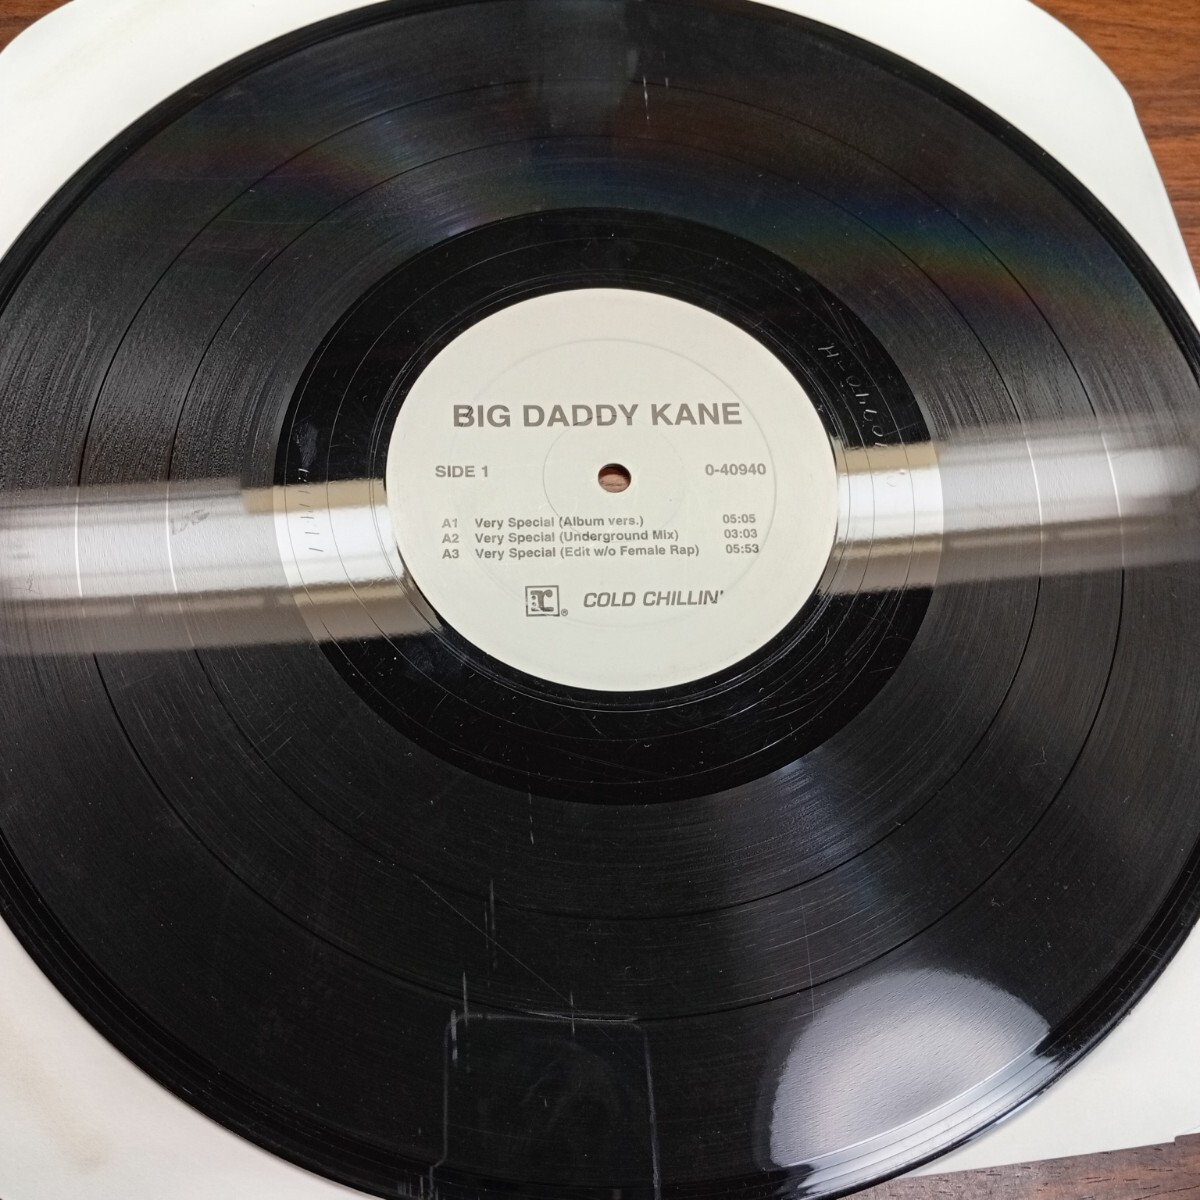 BIG DADDY KANE
SIDE 1 0-40940
A1 Very Special (Album vers.) 05:05
A2 Very Special (Underground Mix) 03:03
A3 Very Special (Edit w/o Female Rap) 05:53
r ® COLD CHILLIN'